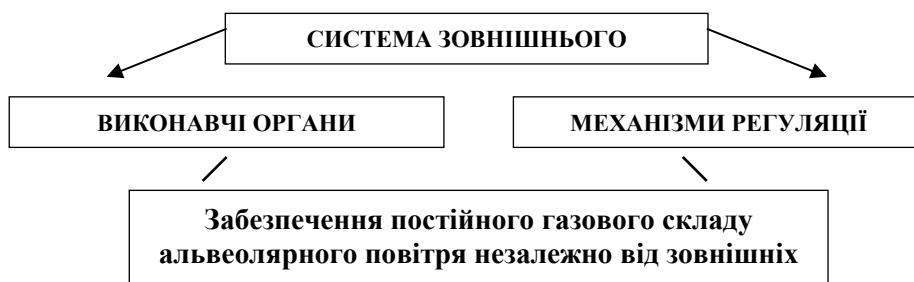 СИСТЕМА ЗОВНІШНЬОГО
ВИКОНАВЧІ ОРГАНИ
МЕХАНІЗМИ РЕГУЛЯЦІЇ
Забезпечення постійного газового складу
альвеолярного повітря незалежно від зовнішніх